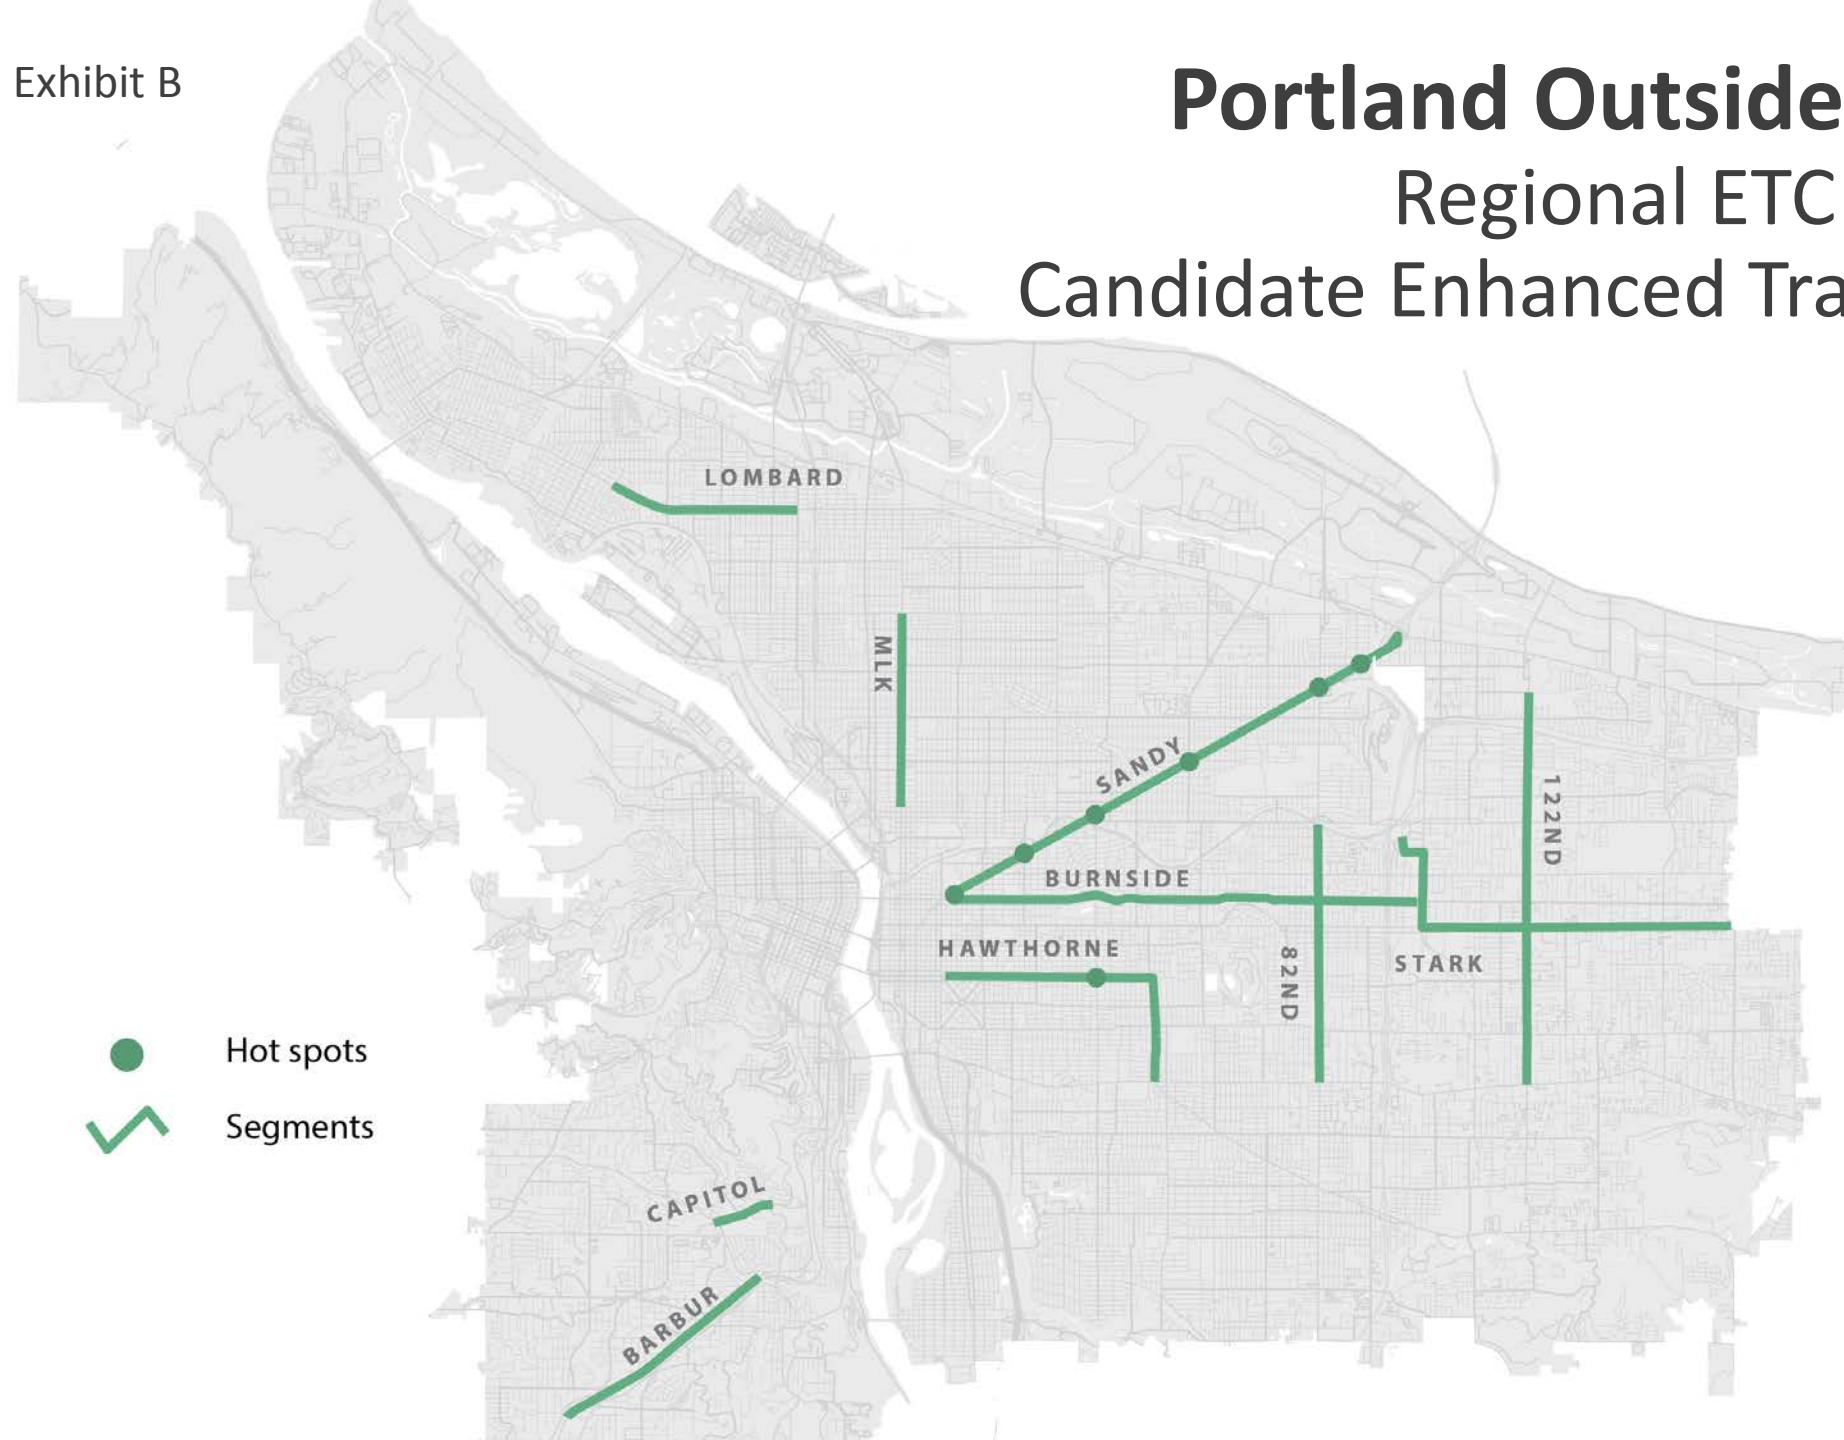 Exhibit B
Portland Outside
Regional ETC
Candidate Enhanced Tra
LOMBARD
MLK
SANDY
122ND
BURNSIDE
HAWTHORNE
82ND
STARK
Hot spots
Segments
CAPITOL
BARBUR